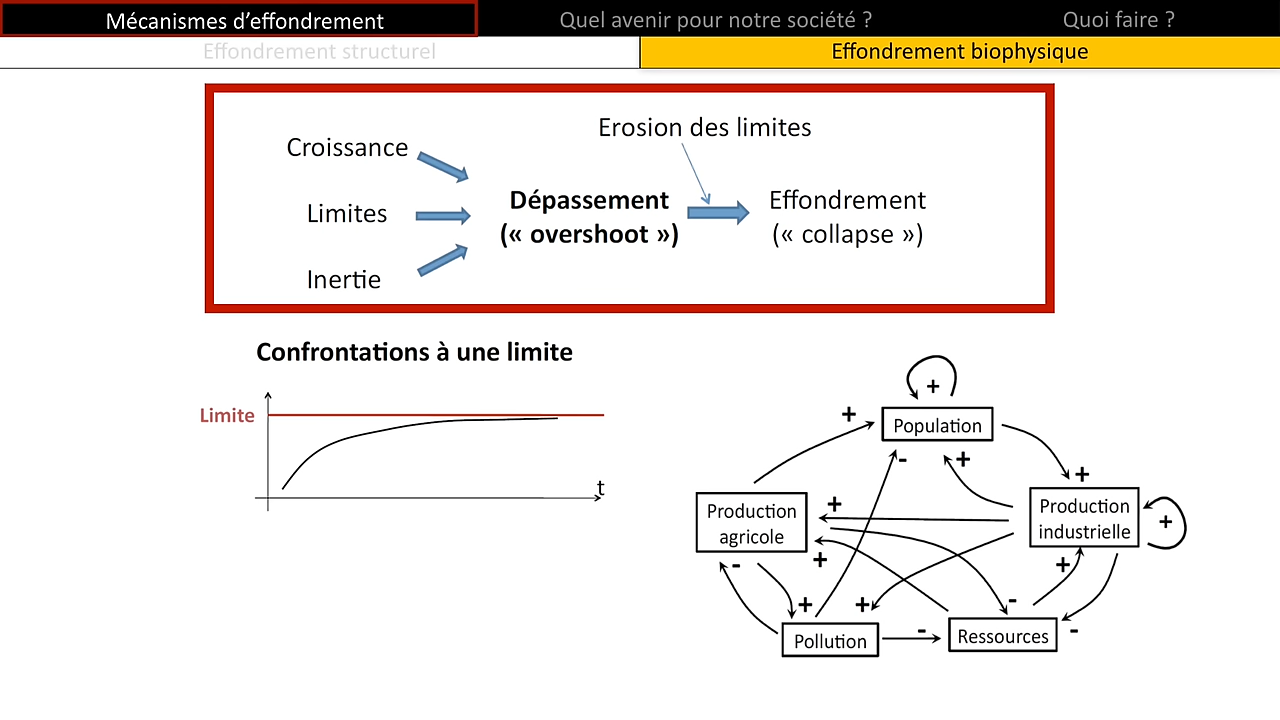 Mécanismes d’effondrement
Quel avenir pour notre société ?
Quoi faire ?
Effondrement structurel
Effondrement biophysique
Erosion des limites
Croissance
Limites
Inertie
Dépassement
(« overshoot »)
Effondrement
(« collapse »)
Confrontations à une limite
Limite
t
+
+
Population
-
+
+
Production
agricole
+
Production
industrielle
+
+
+
-
+
+
-
-
-
Pollution
Ressources